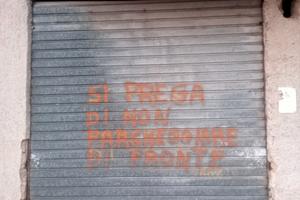 SI PREGA
DI NON
PARCHEGGIARE
DI FRONTE